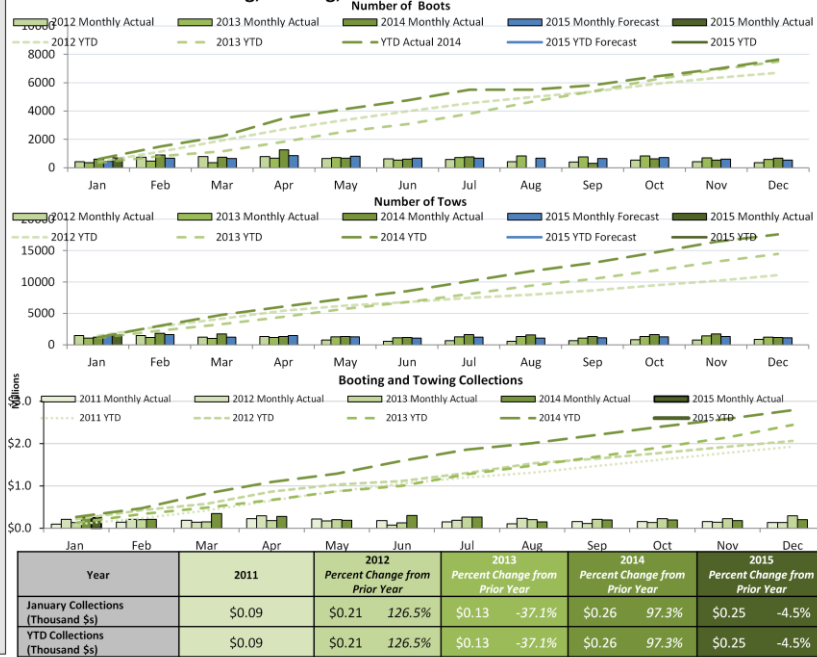 Number of Boots
2012 Monthly Actual 2013 Monthly Actual 2014 Monthly Actual 2015 Monthly Forecast 2015 Monthly Actual
10000
2012 YTD 2013 YTD YTD Actual 2014 2015 YTD Forecast 2015 YTD
8000
6000
4000
2000
0
Jan Feb Mar Apr May Jun Jul Aug Sep Oct Nov Dec
Number of Tows
2012 Monthly Actual 2013 Monthly Actual 2014 Monthly Actual 2015 Monthly Forecast 2015 Monthly Actual
20000
2012 YTD 2013 YTD 2014 YTD 2015 YTD Forecast 2015 YTD
15000
10000
5000
0
Jan Feb Mar Apr May Jun Jul Aug Sep Oct Nov Dec
Booting and Towing Collections
Millions
2011 Monthly Actual 2012 Monthly Actual 2013 Monthly Actual 2014 Monthly Actual 2015 Monthly Actual
$3.0
2011 YTD 2012 YTD 2013 YTD 2014 YTD 2015 YTD
$2.0
$1.0
$0.0
Jan Feb Mar Apr May Jun Jul Aug Sep Oct Nov Dec
Year 2011 2012 Percent Change from Prior Year 2013 Percent Change from Prior Year 2014 Percent Change from Prior Year 2015 Percent Change from Prior Year
January Collections (Thousand $s) $0.09 $0.21 126.5% $0.13 -37.1% $0.26 97.3% $0.25 -4.5%
YTD Collections (Thousand $s) $0.09 $0.21 126.5% $0.13 -37.1% $0.26 97.3% $0.25 -4.5%